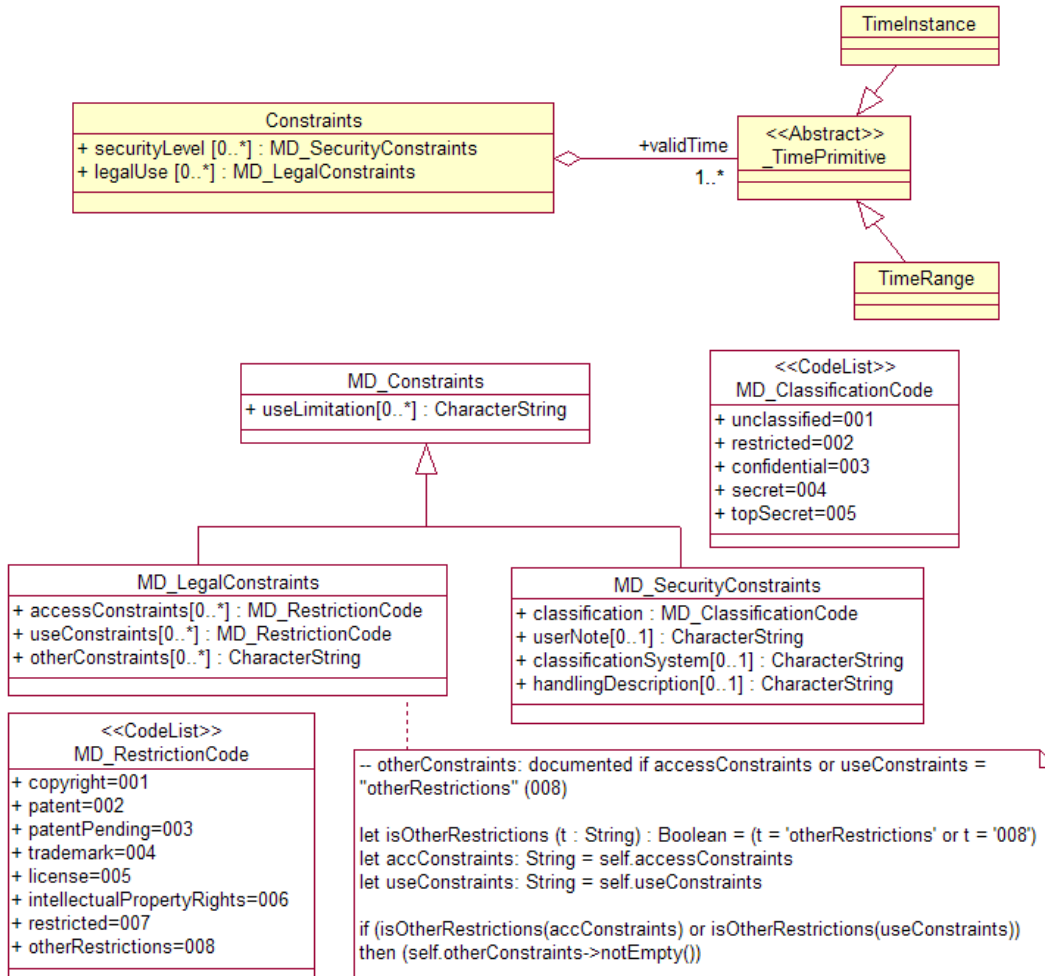 TimeInstance
Constraints
+ securityLevel [0..*] : MD_SecurityConstraints
+ legalUse [0..*] : MD_LegalConstraints
+validTime
1..*
<<Abstract>>
_TimePrimitive
TimeRange
MD_Constraints
+ useLimitation[0..*] : CharacterString
<<CodeList>>
MD_ClassificationCode
+ unclassified=001
+ restricted=002
+ confidential=003
+ secret=004
+ topSecret=005
MD_LegalConstraints
+ accessConstraints[0..*] : MD_RestrictionCode
+ useConstraints[0..*] : MD_RestrictionCode
+ otherConstraints[0..*] : CharacterString
MD_SecurityConstraints
+ classification : MD_ClassificationCode
+ userNote[0..1] : CharacterString
+ classificationSystem[0..1] : CharacterString
+ handlingDescription[0..1] : CharacterString
<<CodeList>>
MD_RestrictionCode
+ copyright=001
+ patent=002
+ patentPending=003
+ trademark=004
+ license=005
+ intellectualPropertyRights=006
+ restricted=007
+ otherRestrictions=008
-- otherConstraints: documented if accessConstraints or useConstraints =
"otherRestrictions" (008)
let isOtherRestrictions (t : String) : Boolean = (t = 'otherRestrictions' or t = '008')
let accConstraints: String = self.accessConstraints
let useConstraints: String = self.useConstraints
if (isOtherRestrictions(accConstraints) or isOtherRestrictions(useConstraints))
then (self.otherConstraints->notEmpty())